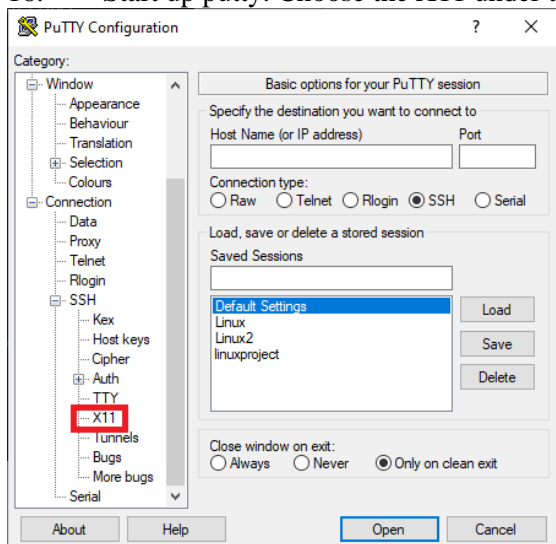 PuTTY Configuration ? ×
Category:
Window
Appearance
Behaviour
Translation
Selection
Colours
Connection
Data
Proxy
Telnet
Rlogin
SSH
Kex
Host keys
Cipher
Auth
TTY
X11
Tunnels
Bugs
More bugs
Serial
Basic options for your PuTTY session
Specify the destination you want to connect to
Host Name (or IP address) Port
Connection type:
Raw Telnet Rlogin SSH Serial
Load, save or delete a stored session
Saved Sessions
Default Settings
Linux
Linux2
linuxproject
Load
Save
Delete
Close window on exit:
Always Never Only on clean exit
About Help Open Cancel